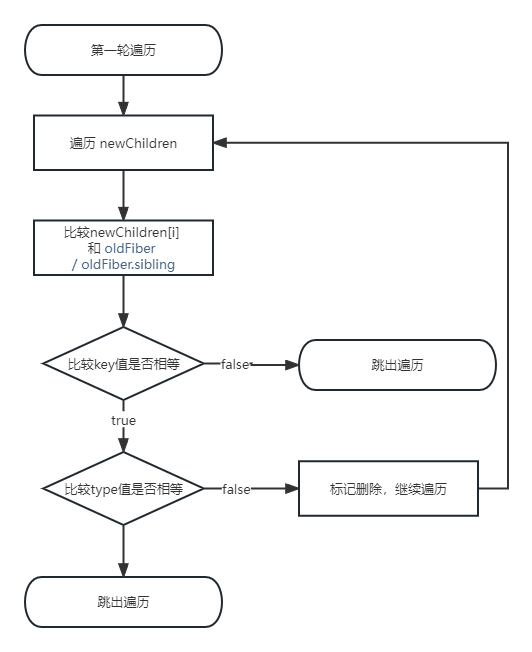 第一轮遍历
遍历 newChildren
比较newChildren[i]
和 oldFiber
/ oldFiber.sibling
比较key值是否相等
false
跳出遍历
true
比较type值是否相等
false
标记删除，继续遍历
跳出遍历